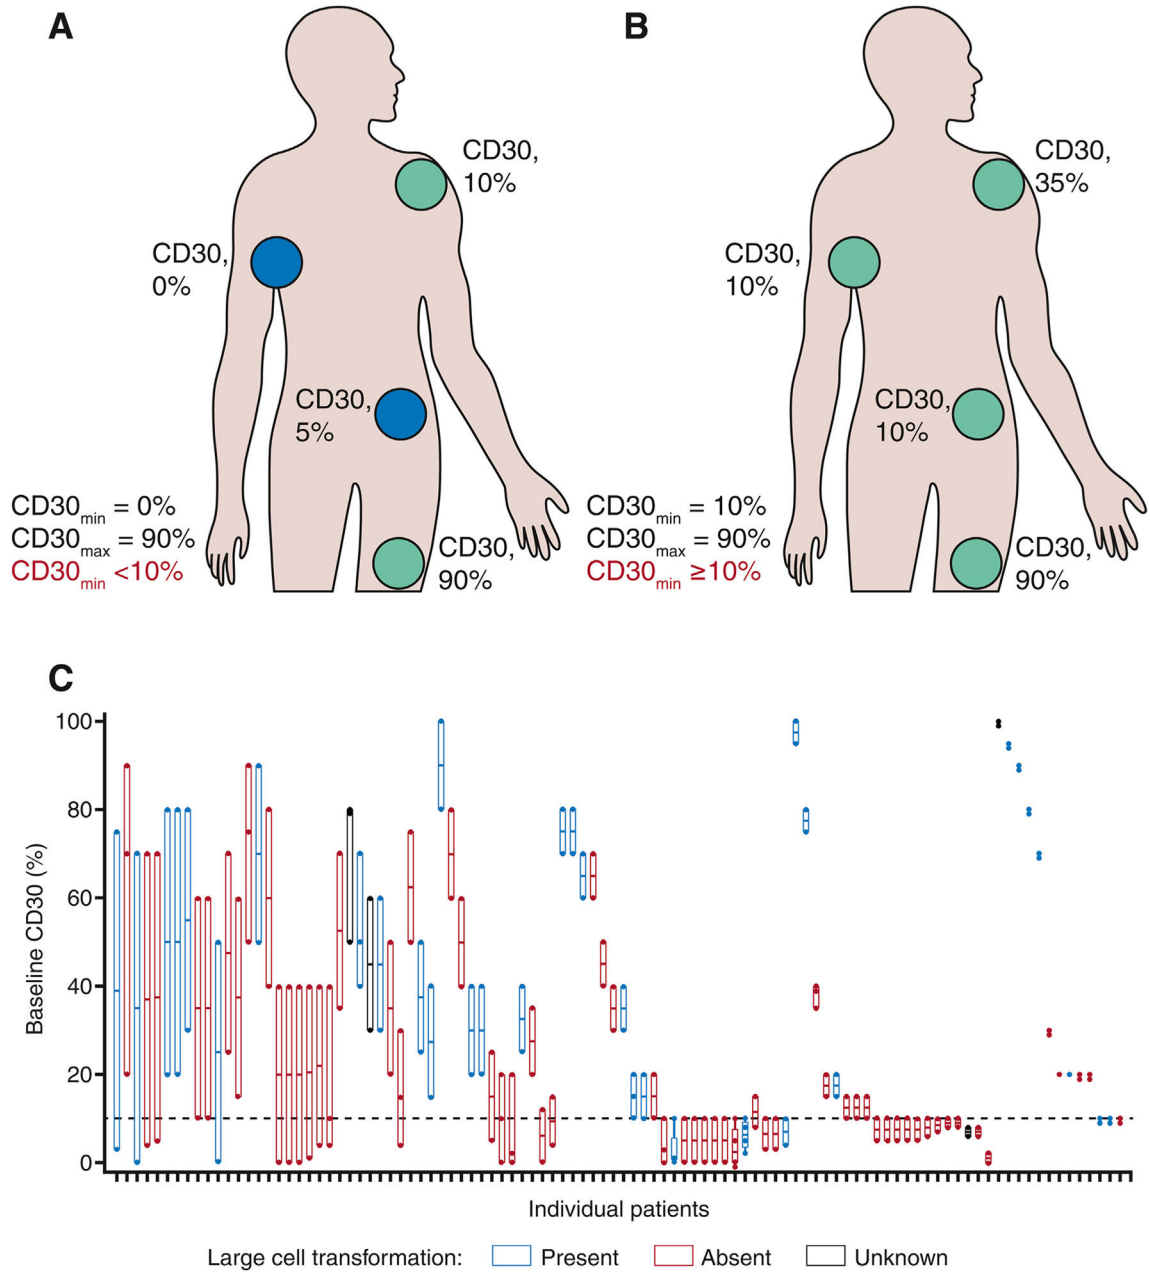 A
CD30,
10%
CD30,
0%
CD30,
5%
CD30min = 0%
CD30max = 90%
CD30min <10%
CD30,
90%
B
CD30,
35%
CD30,
10%
CD30,
10%
CD30min = 10%
CD30max = 90%
CD30min ≥10%
CD30,
90%
C
Baseline CD30 (%)
100
80
60
40
20
0
Individual patients
Large cell transformation: Present Absent Unknown